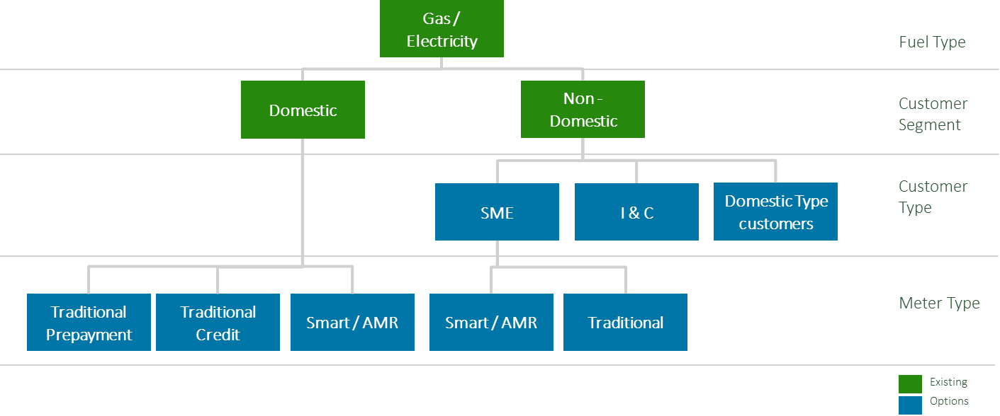 Gas /
Electricity
Fuel Type
Domestic
Non -
Domestic
Customer
Segment
SME
I & C
Domestic Type
customers
Customer
Type
Traditional
Prepayment
Traditional
Credit
Smart / AMR
Smart / AMR
Traditional
Meter Type
Existing
Options